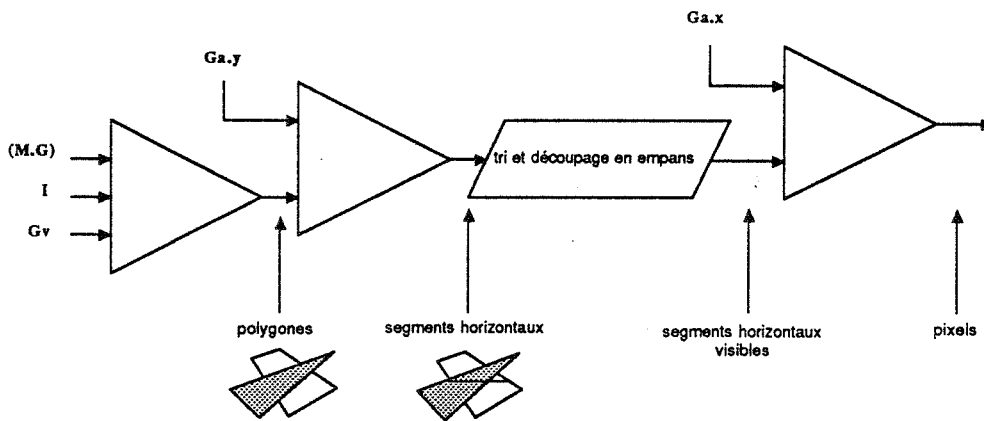 Ga.x
Ga.y
(M.G)
I
Gv
tri et découpage en empans
polygones
segments horizontaux
segments horizontaux
visibles
pixels